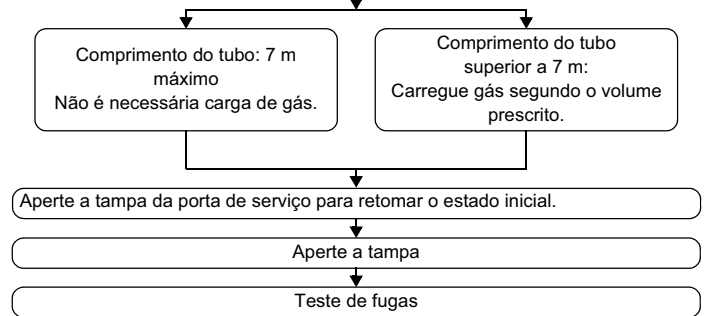 Comprimento do tubo: 7 m
máximo
Não é necessária carga de gás.
Comprimento do tubo
superior a 7 m:
Carregue gás segundo o volume
prescrito.
Aperte a tampa da porta de serviço para retomar o estado inicial.
Aperte a tampa
Teste de fugas